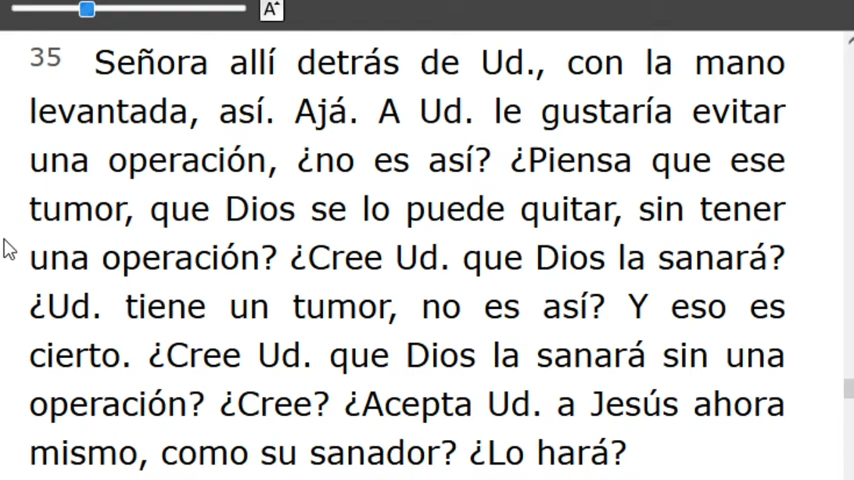 A
35 Señora allí detrás de Ud., con la mano
levantada, así. Ajá. A Ud. le gustaría evitar
una operación, ¿no es así? ¿Piensa que ese
tumor, que Dios se lo puede quitar, sin tener
una operación? ¿Cree Ud. que Dios la sanará?
¿Ud. tiene un tumor, no es así? Y eso es
cierto. ¿Cree Ud. que Dios la sanará sin una
operación? ¿Cree? ¿Acepta Ud. a Jesús ahora
mismo, como su sanador? ¿Lo hará?